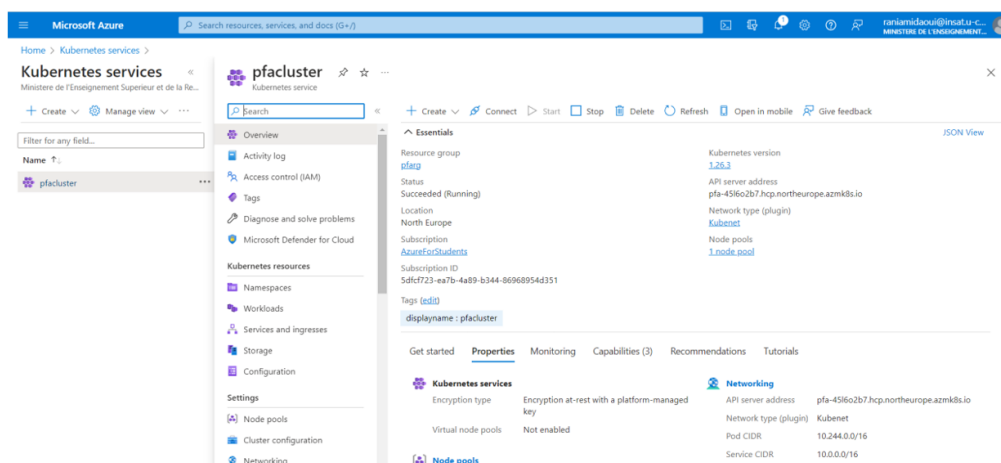 Microsoft Azure
Search resources, services, and docs (G+/)
raniamidaoui@insat.u-c...
MINISTERE DE L'ENSEIGNEMENT...
Home > Kubernetes services >
Kubernetes services
Ministere de l'Enseignement Superieur et de la Re...
+ Create Manage view ...
Filter for any field...
Name ↑↓
pfacluster ...
pfacluster ...
Kubernetes service
Search
Overview
Activity log
Access control (IAM)
Tags
Diagnose and solve problems
Microsoft Defender for Cloud
Kubernetes resources
Namespaces
Workloads
Services and ingresses
Storage
Configuration
Settings
Node pools
Cluster configuration
Networking
+ Create Connect Start Stop Delete Refresh Open in mobile Give feedback
Essentials
JSON View
Resource group
pfarg
Status
Succeeded (Running)
Location
North Europe
Subscription
AzureForStudents
Subscription ID
5dfcf723-ea7b-4a89-b344-86968954d351
Kubernetes version
1.26.3
API server address
pfa-45l6o2b7.hcp.northeurope.azmk8s.io
Network type (plugin)
Kubenet
Node pools
1 node pool
Tags (edit)
displayname : pfacluster
Get started Properties Monitoring Capabilities (3) Recommendations Tutorials
Kubernetes services
Encryption type Encryption at-rest with a platform-managed
key
Virtual node pools Not enabled
Node pools
Networking
API server address pfa-45l6o2b7.hcp.northeurope.azmk8s.io
Network type (plugin) Kubenet
Pod CIDR 10.244.0.0/16
Service CIDR 10.0.0.0/16